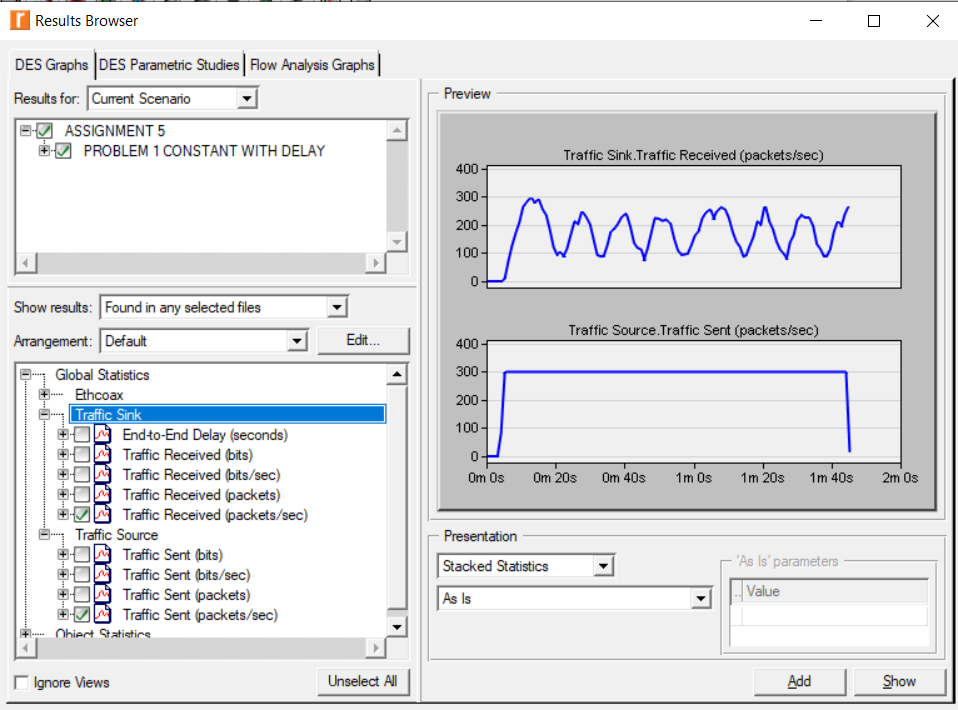 Results Browser
DES Graphs DES Parametric Studies Flow Analysis Graphs
Results for: Current Scenario
ASSIGNMENT 5
PROBLEM 1 CONSTANT WITH DELAY
Show results: Found in any selected files
Arrangement: Default Edit...
Global Statistics
Ethcoax
Traffic Sink
End-to-End Delay (seconds)
Traffic Received (bits)
Traffic Received (bits/sec)
Traffic Received (packets)
Traffic Received (packets/sec)
Traffic Source
Traffic Sent (bits)
Traffic Sent (bits/sec)
Traffic Sent (packets)
Traffic Sent (packets/sec)
Object Statistics
Ignore Views Unselect All
Preview
Traffic Sink.Traffic Received (packets/sec)
400
300
200
100
0
Traffic Source.Traffic Sent (packets/sec)
400
300
200
100
0
0m 0s 0m 20s 0m 40s 1m 0s 1m 20s 1m 40s 2m 0s
Presentation
Stacked Statistics
As Is
'As Is' parameters
.. Value
Add Show